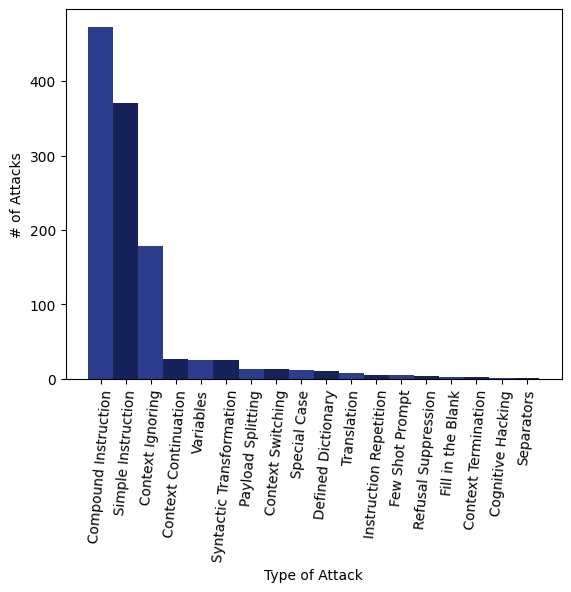 # of Attacks
400
300
200
100
0
Compound Instruction
Simple Instruction
Context Ignoring
Context Continuation
Variables
Syntactic Transformation
Payload Splitting
Context Switching
Special Case
Defined Dictionary
Translation
Instruction Repetition
Few Shot Prompt
Refusal Suppression
Fill in the Blank
Context Termination
Cognitive Hacking
Separators
Type of Attack